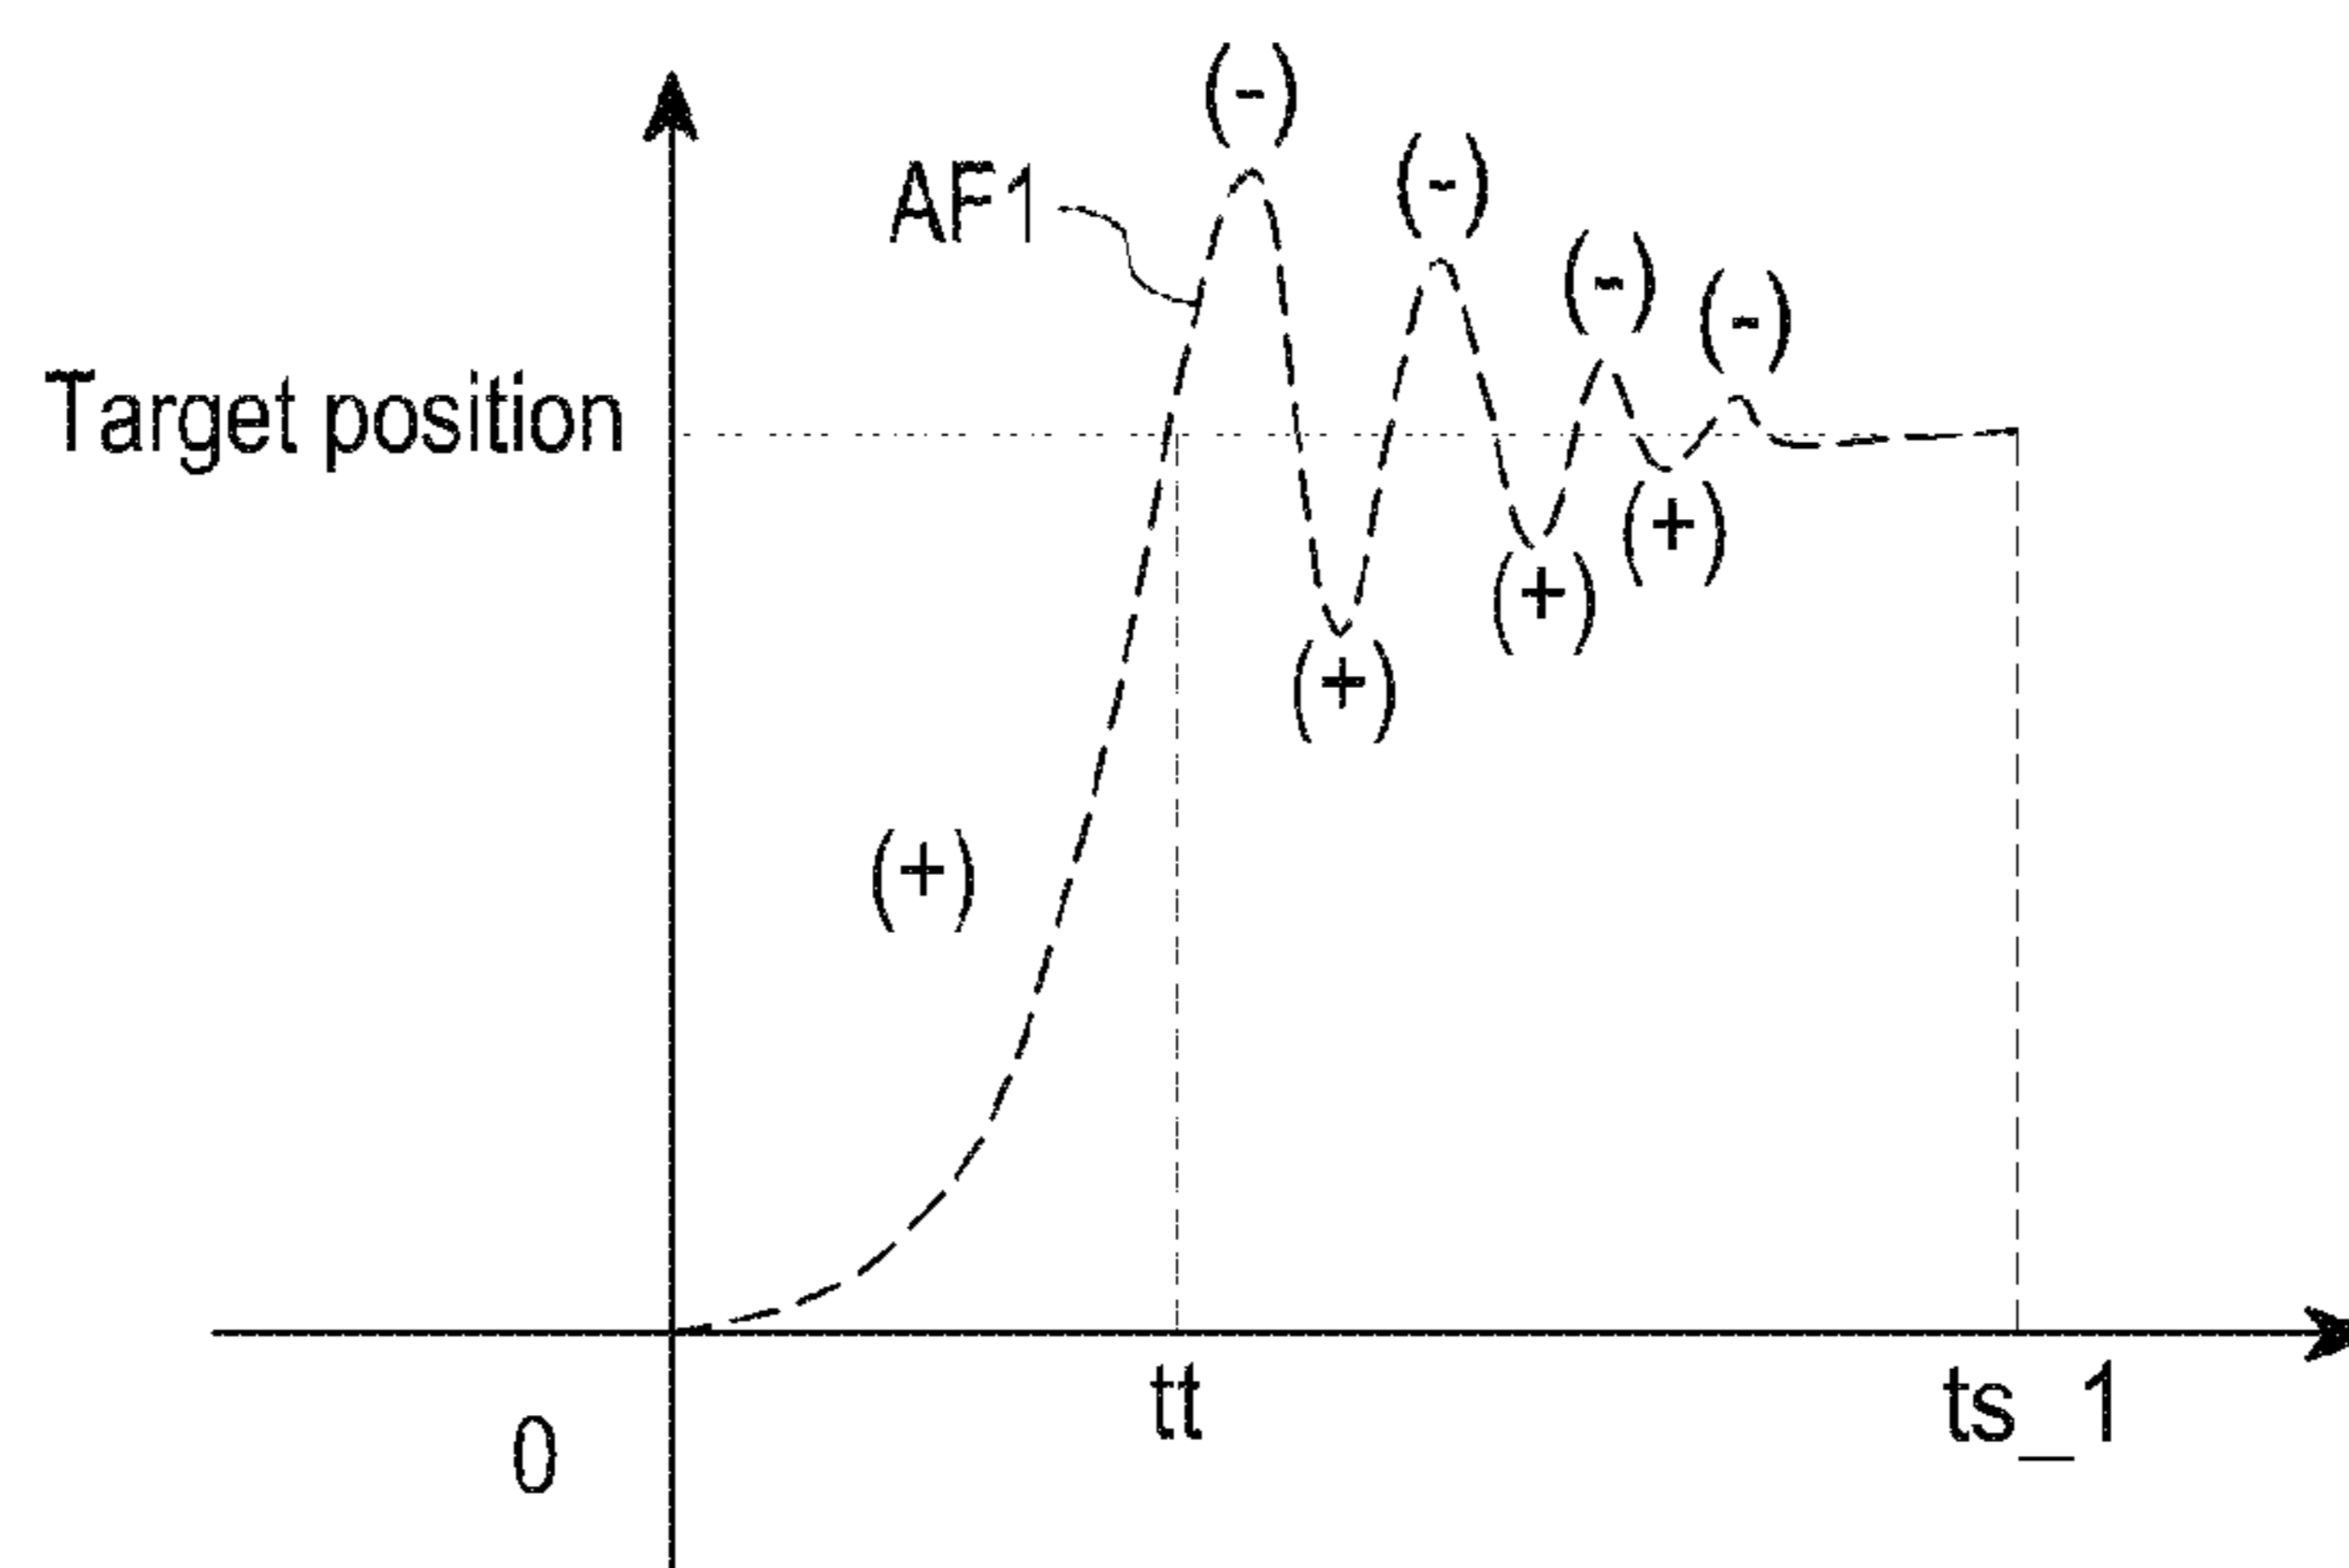 (-)
(-)
AF1
(-)
(-)
Target position
(+)
(+)
(+)
(+)
tt
ts_1
0